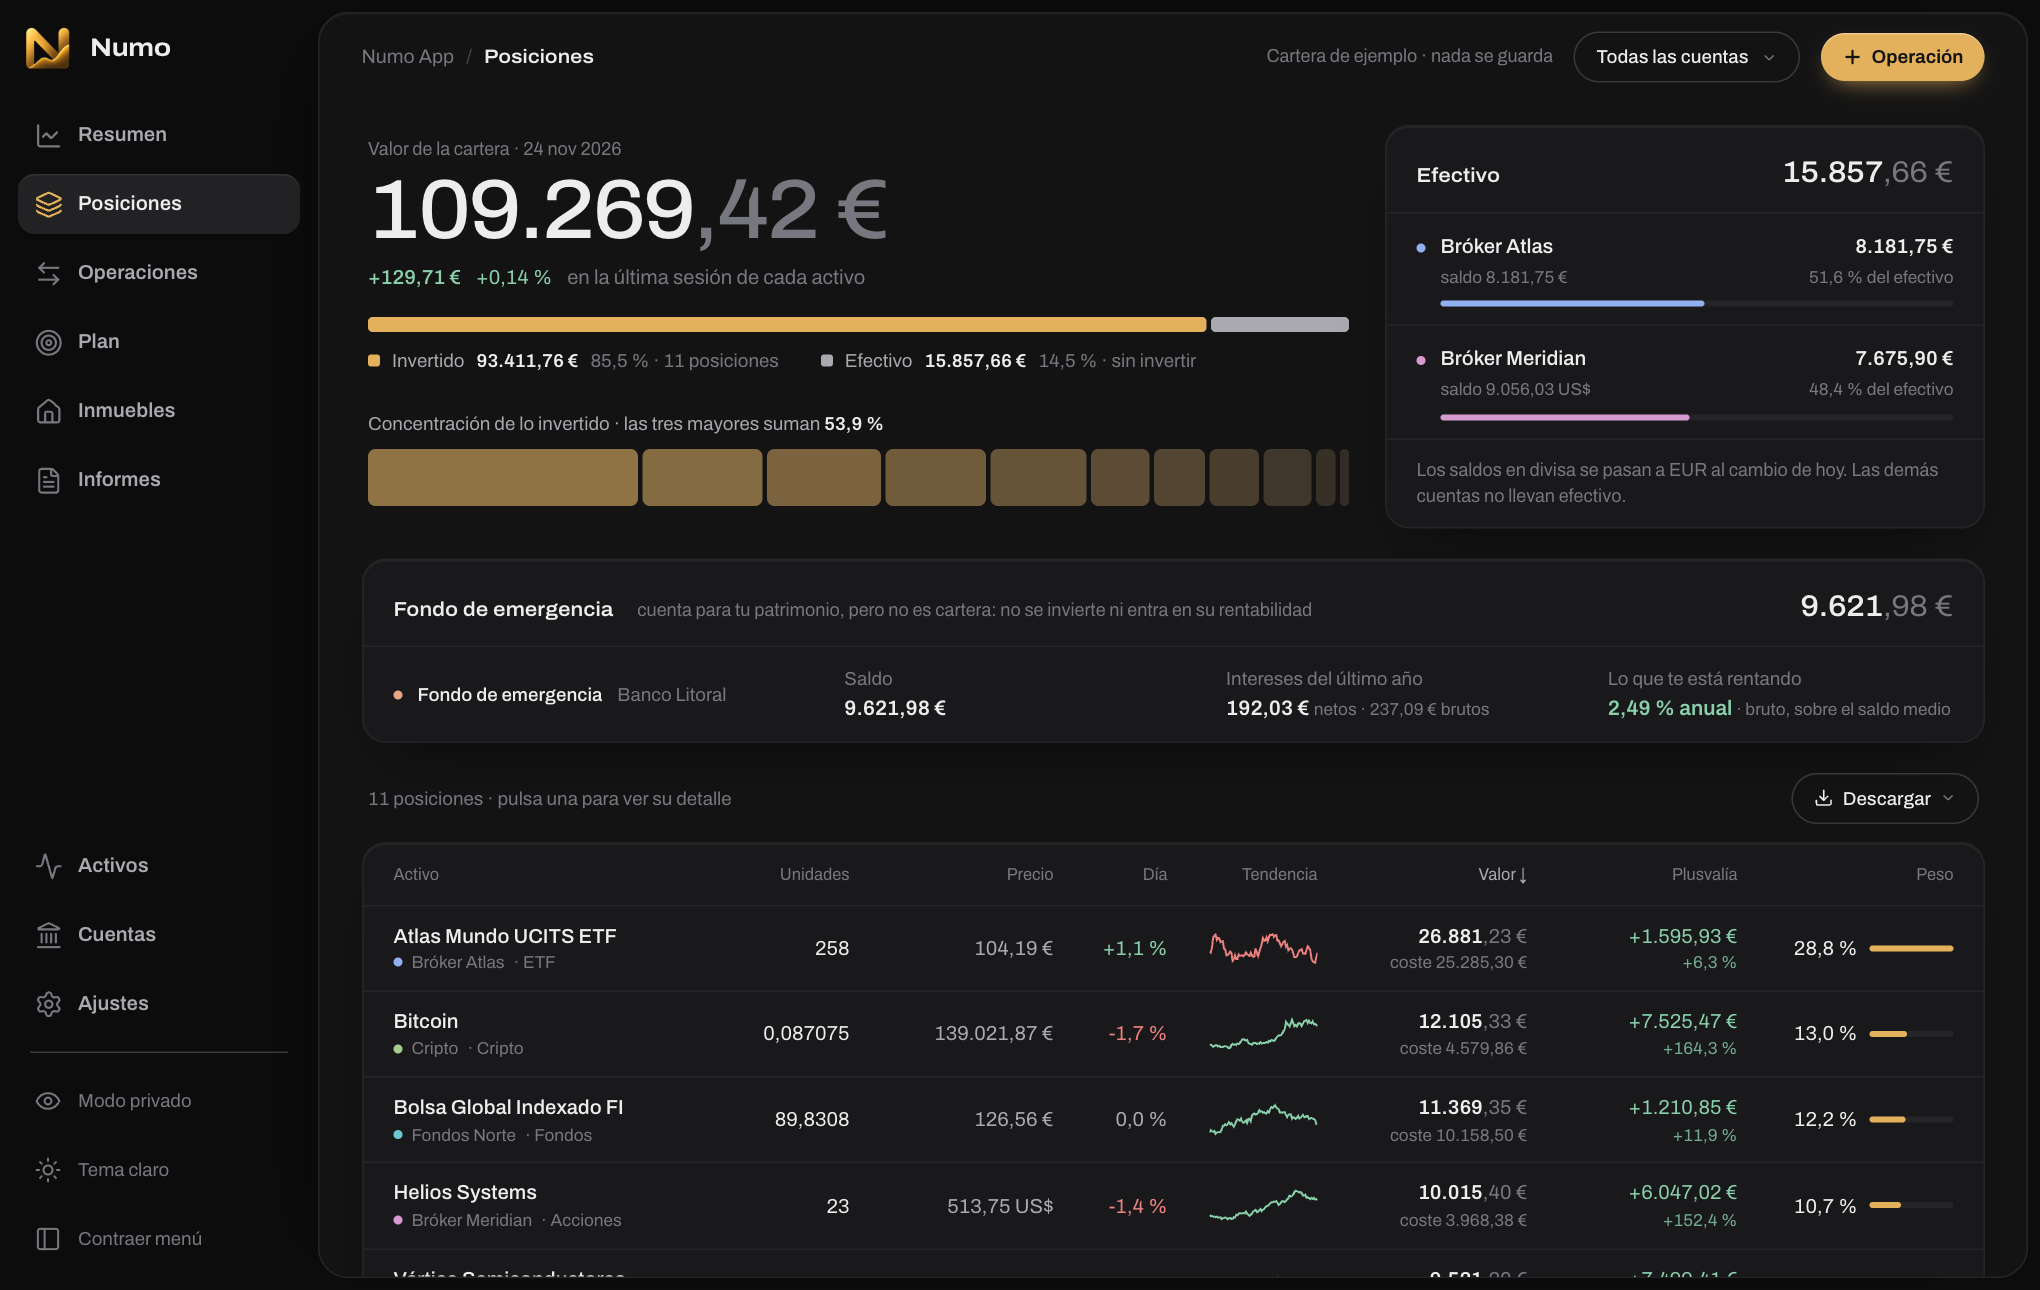 Numo
Resumen
Posiciones
Operaciones
Plan
Inmuebles
Informes
Activos
Cuentas
Ajustes
Modo privado
Tema claro
Contraer menú
Numo App / Posiciones
Cartera de ejemplo · nada se guarda
Todas las cuentas
+ Operación
Valor de la cartera · 24 nov 2026
109.269,42 €
+129,71 € +0,14 % en la última sesión de cada activo
Invertido 93.411,76 € 85,5 % · 11 posiciones
Efectivo 15.857,66 € 14,5 % · sin invertir
Concentración de lo invertido · las tres mayores suman 53,9 %
Efectivo 15.857,66 €
Bróker Atlas 8.181,75 €
saldo 8.181,75 € 51,6 % del efectivo
Bróker Meridian 7.675,90 €
saldo 9.056,03 US$ 48,4 % del efectivo
Los saldos en divisa se pasan a EUR al cambio de hoy. Las demás
cuentas no llevan efectivo.
Fondo de emergencia cuenta para tu patrimonio, pero no es cartera: no se invierte ni entra en su rentabilidad 9.621,98 €
Fondo de emergencia Banco Litoral
Saldo
9.621,98 €
Intereses del último año
192,03 € netos · 237,09 € brutos
Lo que te está rentando
2,49 % anual · bruto, sobre el saldo medio
11 posiciones · pulsa una para ver su detalle
Descargar
Activo Unidades Precio Día Tendencia Valor ↓ Plusvalía Peso
Atlas Mundo UCITS ETF 258 104,19 € +1,1 % 26.881,23 € +1.595,93 € 28,8 %
Bróker Atlas · ETF coste 25.285,30 € +6,3 %
Bitcoin 0,087075 139.021,87 € -1,7 % 12.105,33 € +7.525,47 € 13,0 %
Cripto · Cripto coste 4.579,86 € +164,3 %
Bolsa Global Indexado FI 89,8308 126,56 € 0,0 % 11.369,35 € +1.210,85 € 12,2 %
Fondos Norte · Fondos coste 10.158,50 € +11,9 %
Helios Systems 23 513,75 US$ -1,4 % 10.015,40 € +6.047,02 € 10,7 %
Bróker Meridian · Acciones coste 3.968,38 € +152,4 %